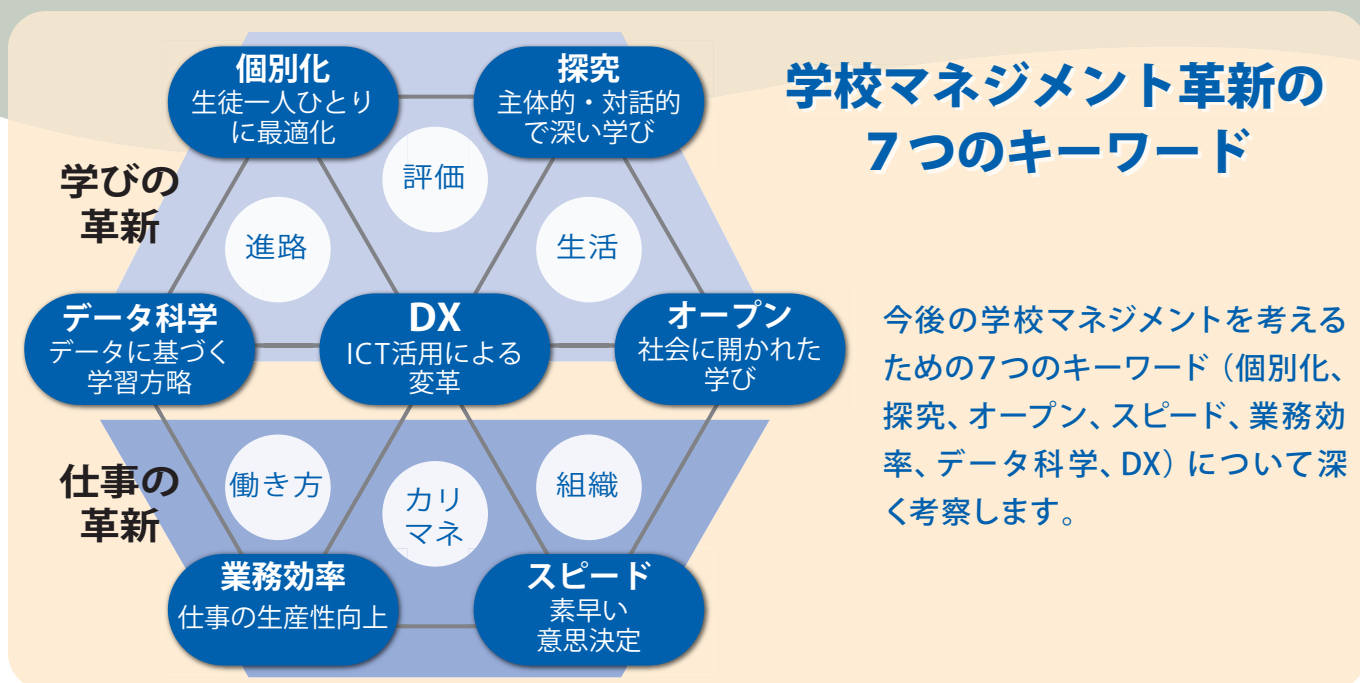 学校マネジメント革新の
7つのキーワード
個別化
生徒一人ひとり
に最適化
探究
主体的・対話的
で深い学び
評価
学びの
革新
進路
生活
データ科学
データに基づく
学習方略
DX
ICT活用による
変革
オープン
社会に開かれた
学び
今後の学校マネジメントを考える
ための7つのキーワード（個別化、
探究、オープン、スピード、業務効
率、データ科学、DX）について深
く考察します。
仕事の
革新
働き方
カリ
マネ
組織
業務効率
仕事の生産性向上
スピード
素早い
意思決定